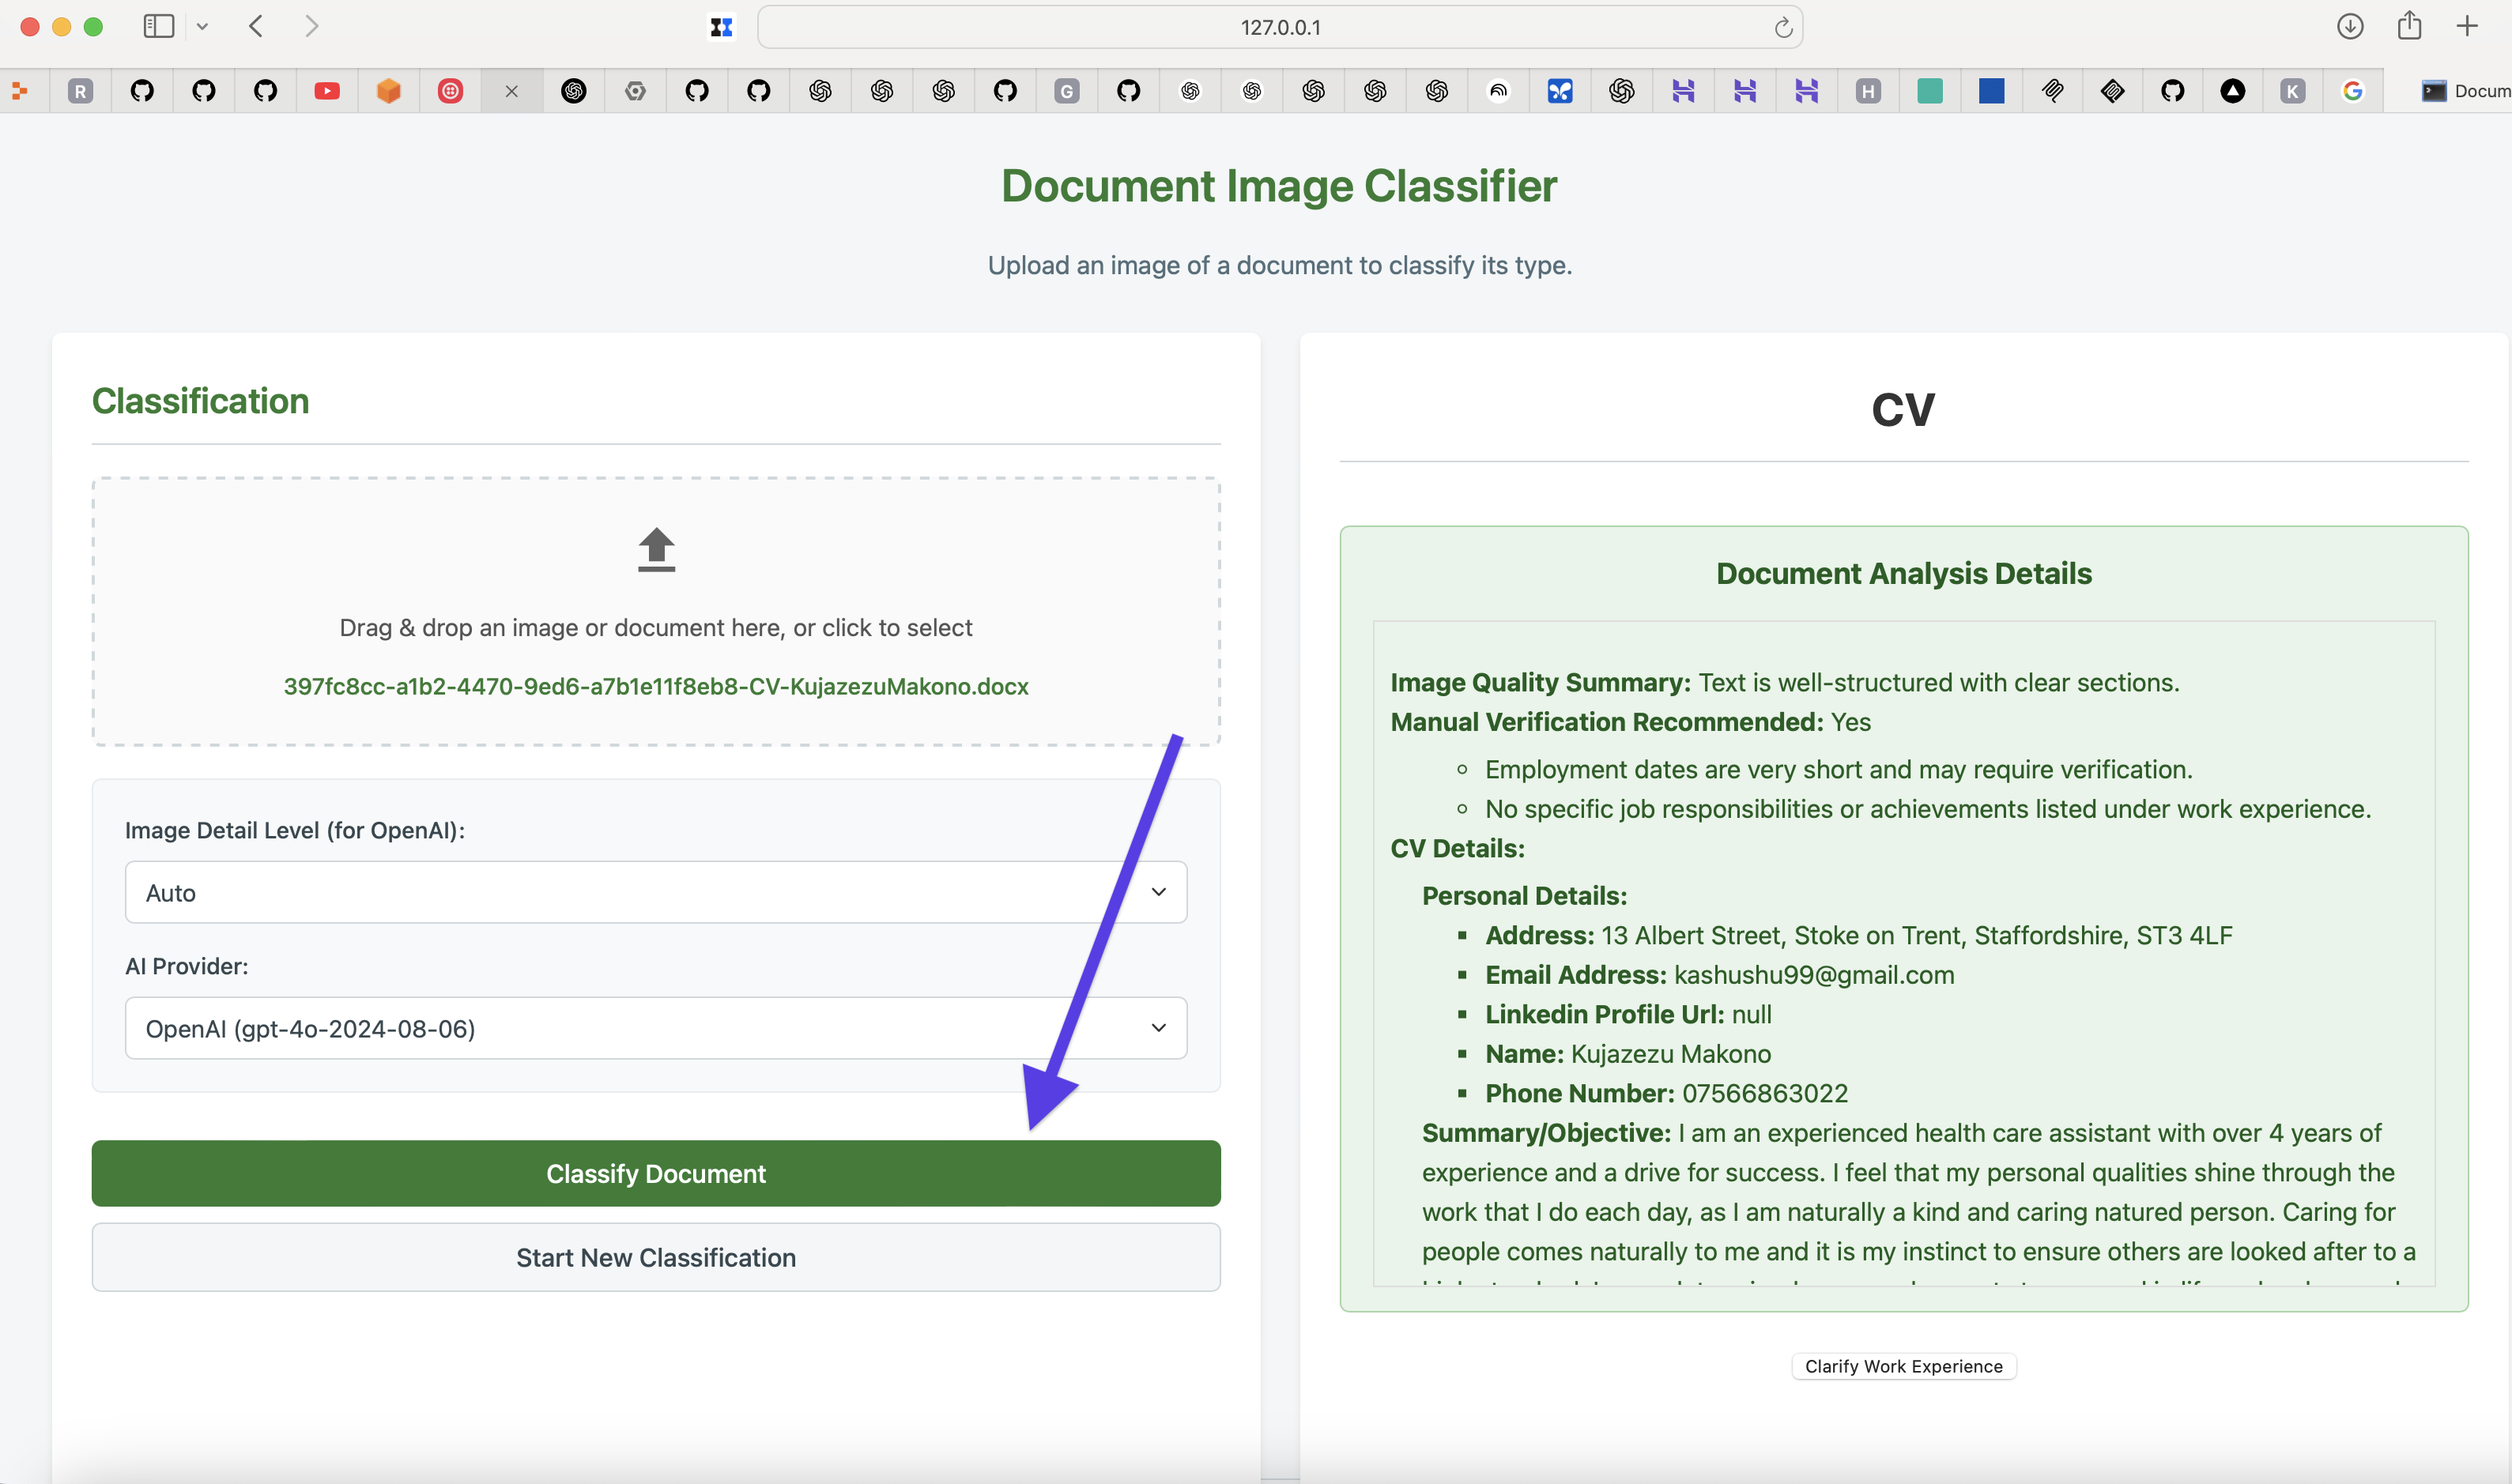 127.0.0.1
R
G
H
K
Docum
Document Image Classifier
Upload an image of a document to classify its type.
Classification
Drag & drop an image or document here, or click to select
397fc8cc-a1b2-4470-9ed6-a7b1e11f8eb8-CV-KujazezuMakono.docx
Image Detail Level (for OpenAI):
Auto
AI Provider:
OpenAI (gpt-4o-2024-08-06)
Classify Document
Start New Classification
CV
Document Analysis Details
Image Quality Summary: Text is well-structured with clear sections.
Manual Verification Recommended: Yes
Employment dates are very short and may require verification.
No specific job responsibilities or achievements listed under work experience.
CV Details:
Personal Details:
Address: 13 Albert Street, Stoke on Trent, Staffordshire, ST3 4LF
Email Address: kashushu99@gmail.com
Linkedin Profile Url: null
Name: Kujazezu Makono
Phone Number: 07566863022
Summary/Objective: I am an experienced health care assistant with over 4 years of
experience and a drive for success. I feel that my personal qualities shine through the
work that I do each day, as I am naturally a kind and caring natured person. Caring for
people comes naturally to me and it is my instinct to ensure others are looked after to a
Clarify Work Experience